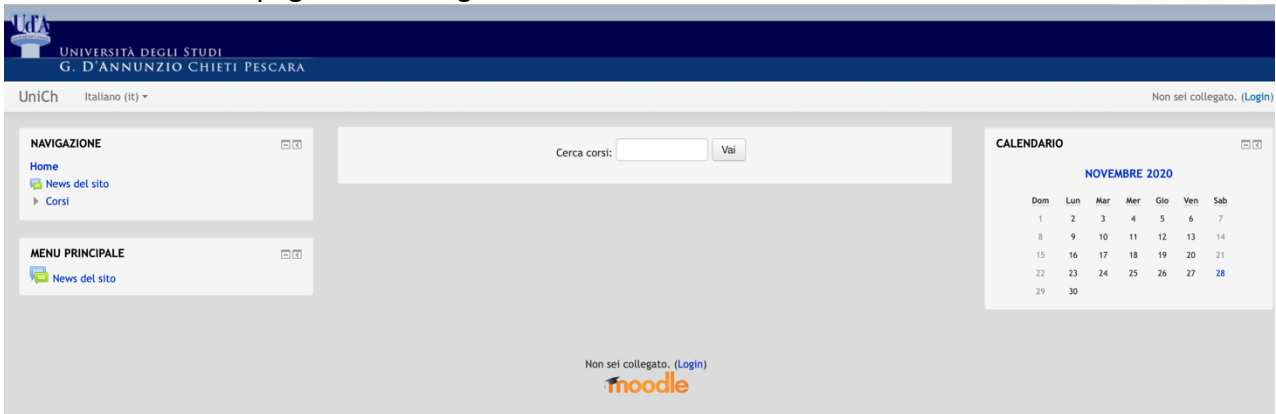 UdA
UNIVERSITÀ DEGLI STUDI
G. D'ANNUNZIO CHIETI PESCARA
UniCh Italiano (it)
Non sei collegato. (Login)
NAVIGAZIONE
Home
News del sito
Corsi
MENU PRINCIPALE
News del sito
Cerca corsi: Vai
CALENDARIO
NOVEMBRE 2020
Dom Lun Mar Mer Gio Ven Sab
1 2 3 4 5 6 7
8 9 10 11 12 13 14
15 16 17 18 19 20 21
22 23 24 25 26 27 28
29 30
Non sei collegato. (Login)
moodle